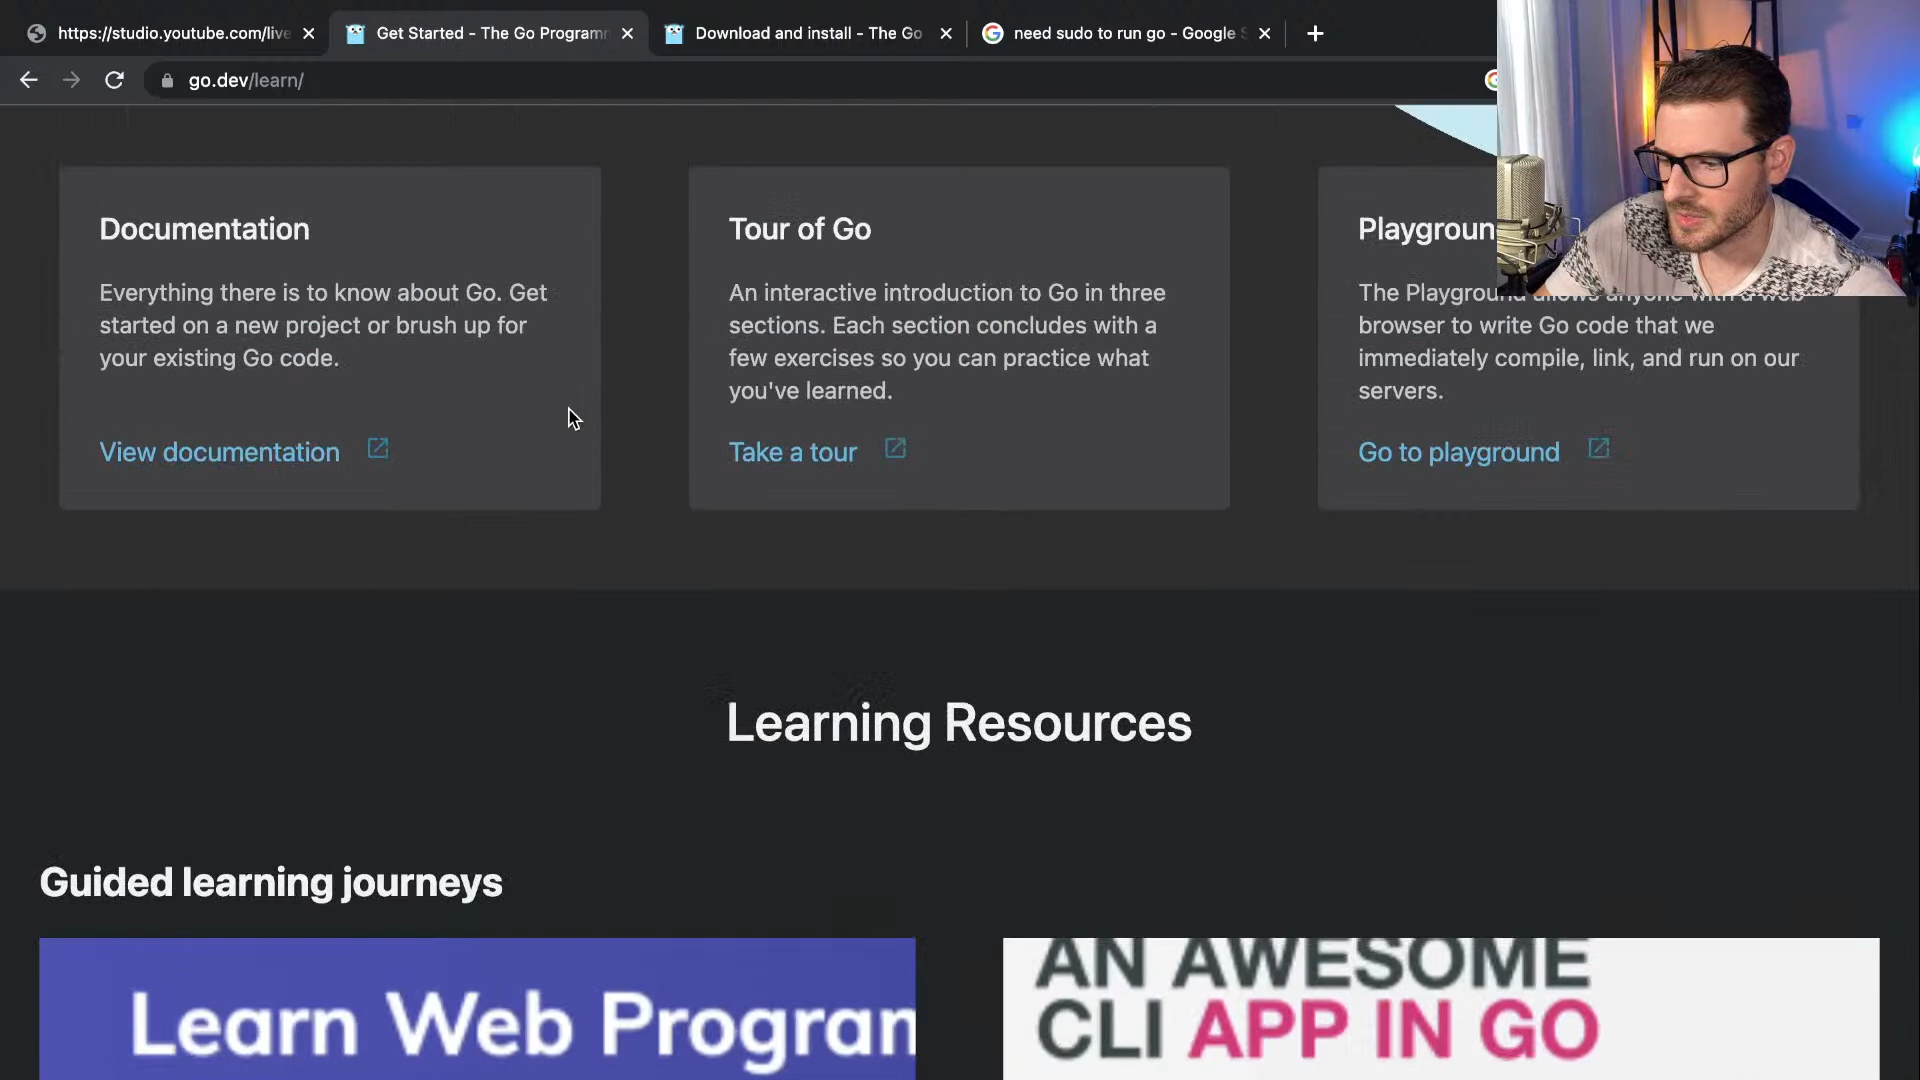 https://studio.youtube.com/live
Get Started - The Go Programm
Download and install - The Go
need sudo to run go - Google S
go.dev/learn/
Documentation
Everything there is to know about Go. Get
started on a new project or brush up for
your existing Go code.
View documentation
Tour of Go
An interactive introduction to Go in three
sections. Each section concludes with a
few exercises so you can practice what
you've learned.
Take a tour
Playgroun
The Playground allows anyone with a web
browser to write Go code that we
immediately compile, link, and run on our
servers.
Go to playground
Learning Resources
Guided learning journeys
Learn Web Program
AN AWESOME
CLI APP IN GO